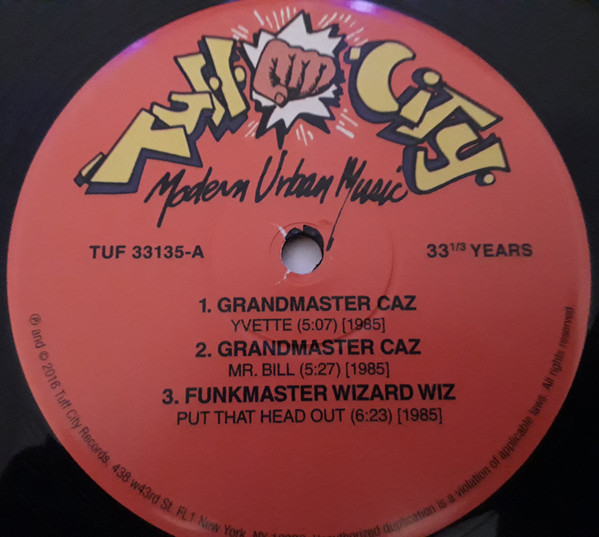 Tuff City
Modern Urban Music
TUF 33135-A
33 1/3 YEARS
1. GRANDMASTER CAZ
YVETTE (5:07) [1985]
2. GRANDMASTER CAZ
MR. BILL (5:27) [1985]
3. FUNKMASTER WIZARD WIZ
PUT THAT HEAD OUT (6:23) [1985]
℗ and © 2016 Tuff City Records, 438 w43rd St. FL1 New York, duplication is a violation of applicable laws. All rights reserved